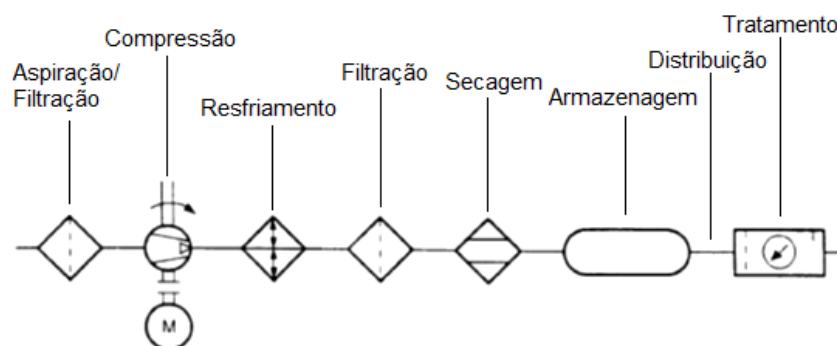 Aspiração/
Filtração
Compressão
Resfriamento
Filtração
Secagem
Armazenagem
Distribuição
Tratamento
M